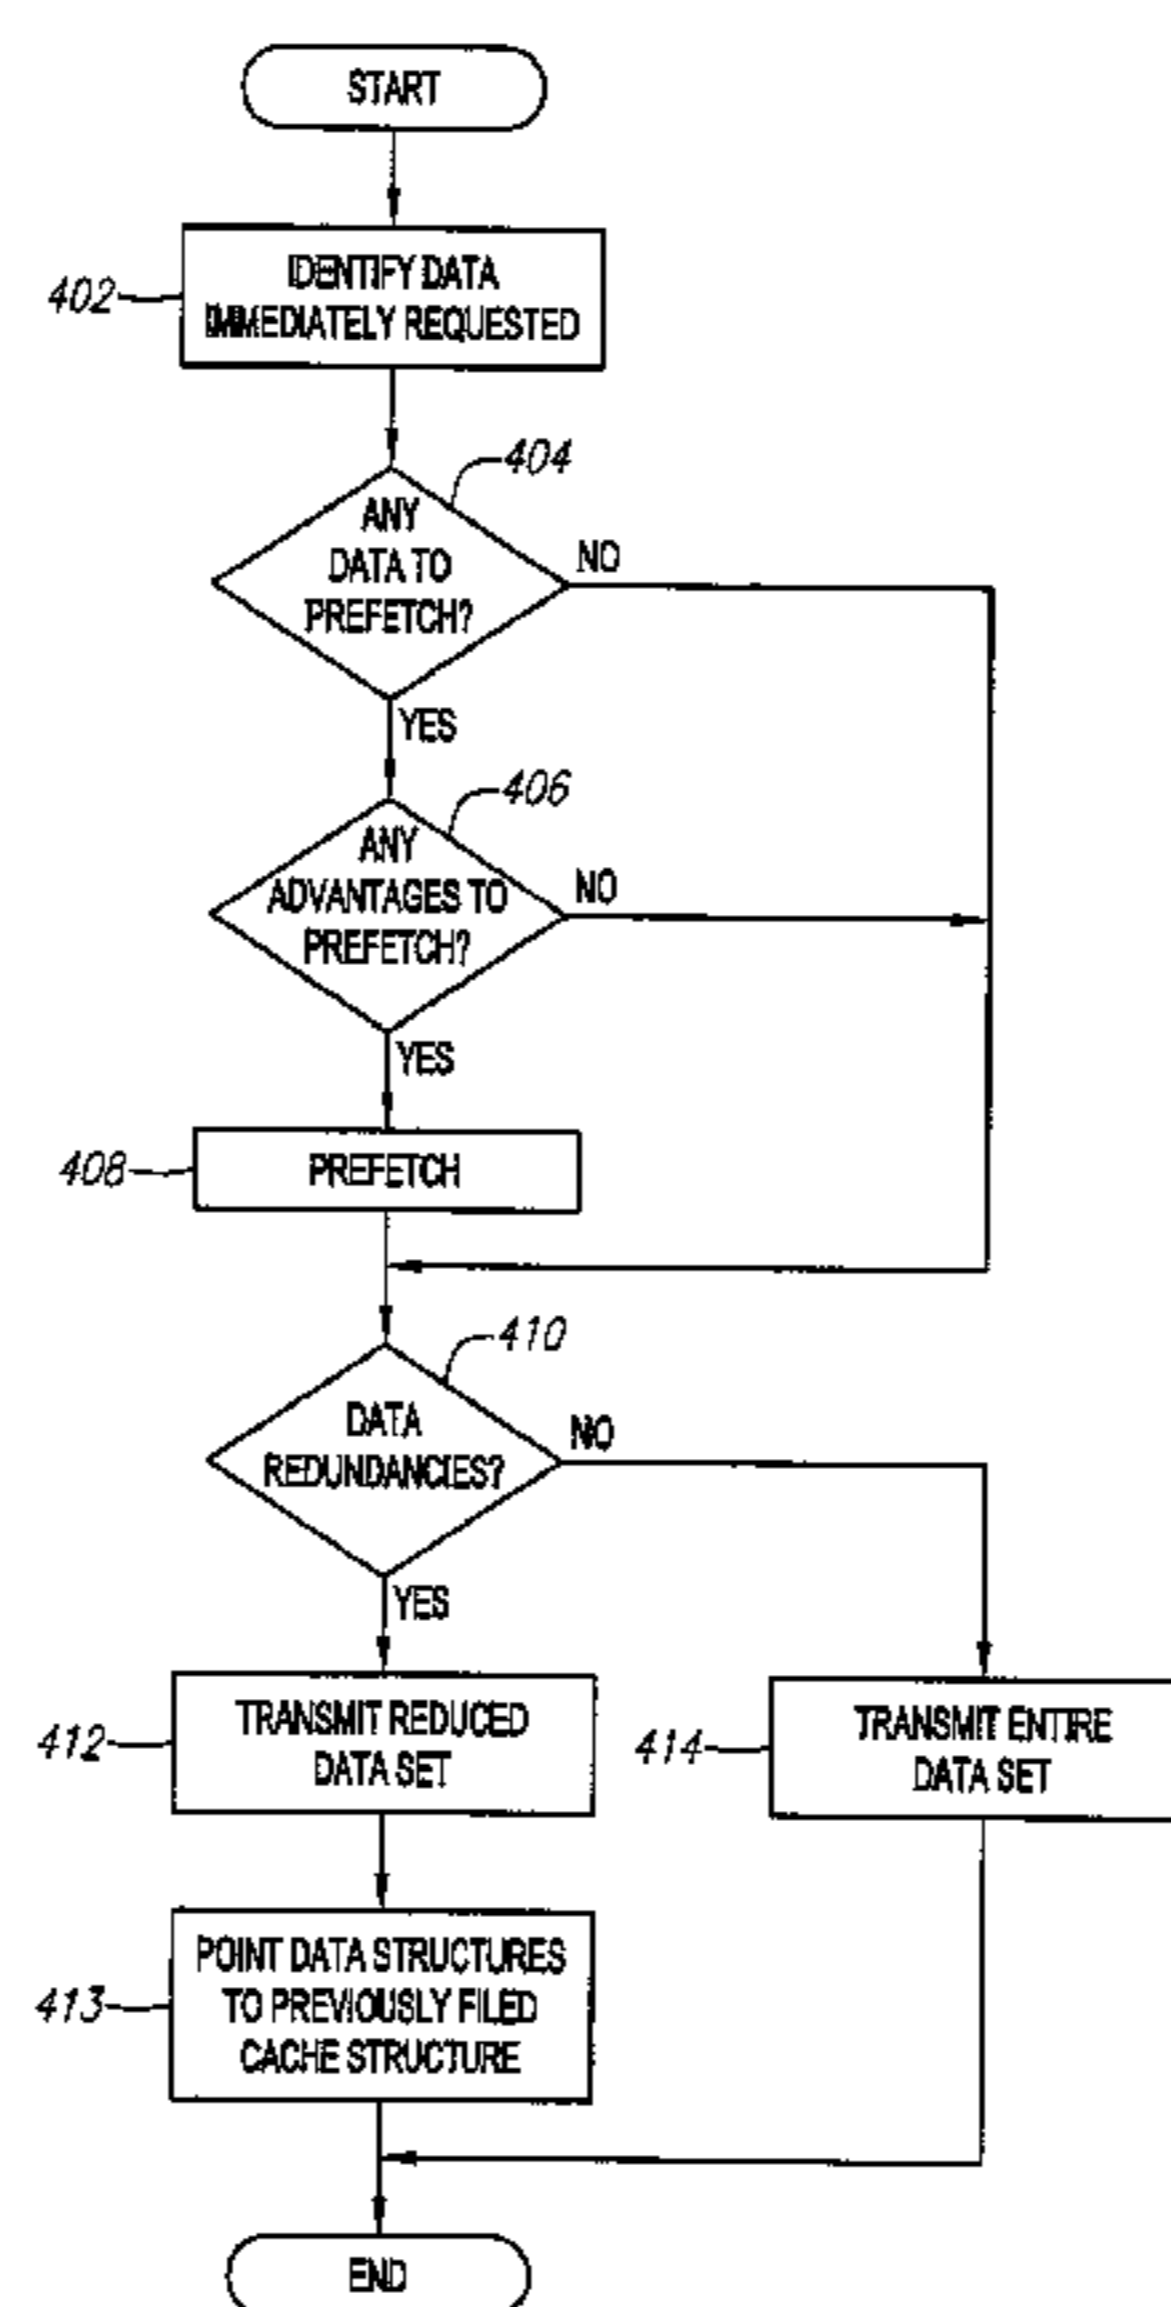 START
402
IDENTIFY DATA
IMMEDIATELY REQUESTED
404
ANY
DATA TO
PREFETCH?
NO
YES
406
ANY
ADVANTAGES TO
PREFETCH?
NO
YES
408
PREFETCH
410
DATA
REDUNDANCIES?
NO
YES
412
TRANSMIT REDUCED
DATA SET
414
TRANSMIT ENTIRE
DATA SET
413
POINT DATA STRUCTURES
TO PREVIOUSLY FILED
CACHE STRUCTURE
END